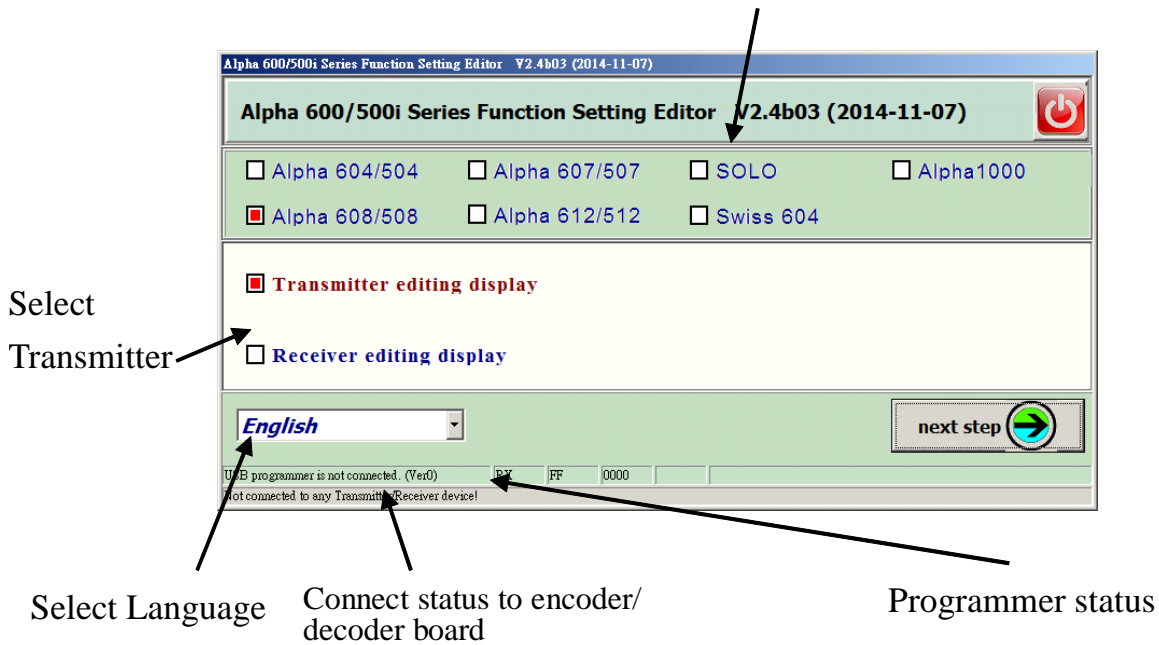 Alpha 600/500i Series Function Setting Editor V2.4b03 (2014-11-07)
Alpha 600/500i Series Function Setting Editor V2.4b03 (2014-11-07)
Alpha 604/504 Alpha 607/507 SOLO Alpha1000
Alpha 608/508 Alpha 612/512 Swiss 604
Transmitter editing display
Select
Transmitter
Receiver editing display
English
next step
USB programmer is not connected. (Ver0) RX FF 0000
Not connected to any Transmitter/Receiver device!
Select Language
Connect status to encoder/
decoder board
Programmer status